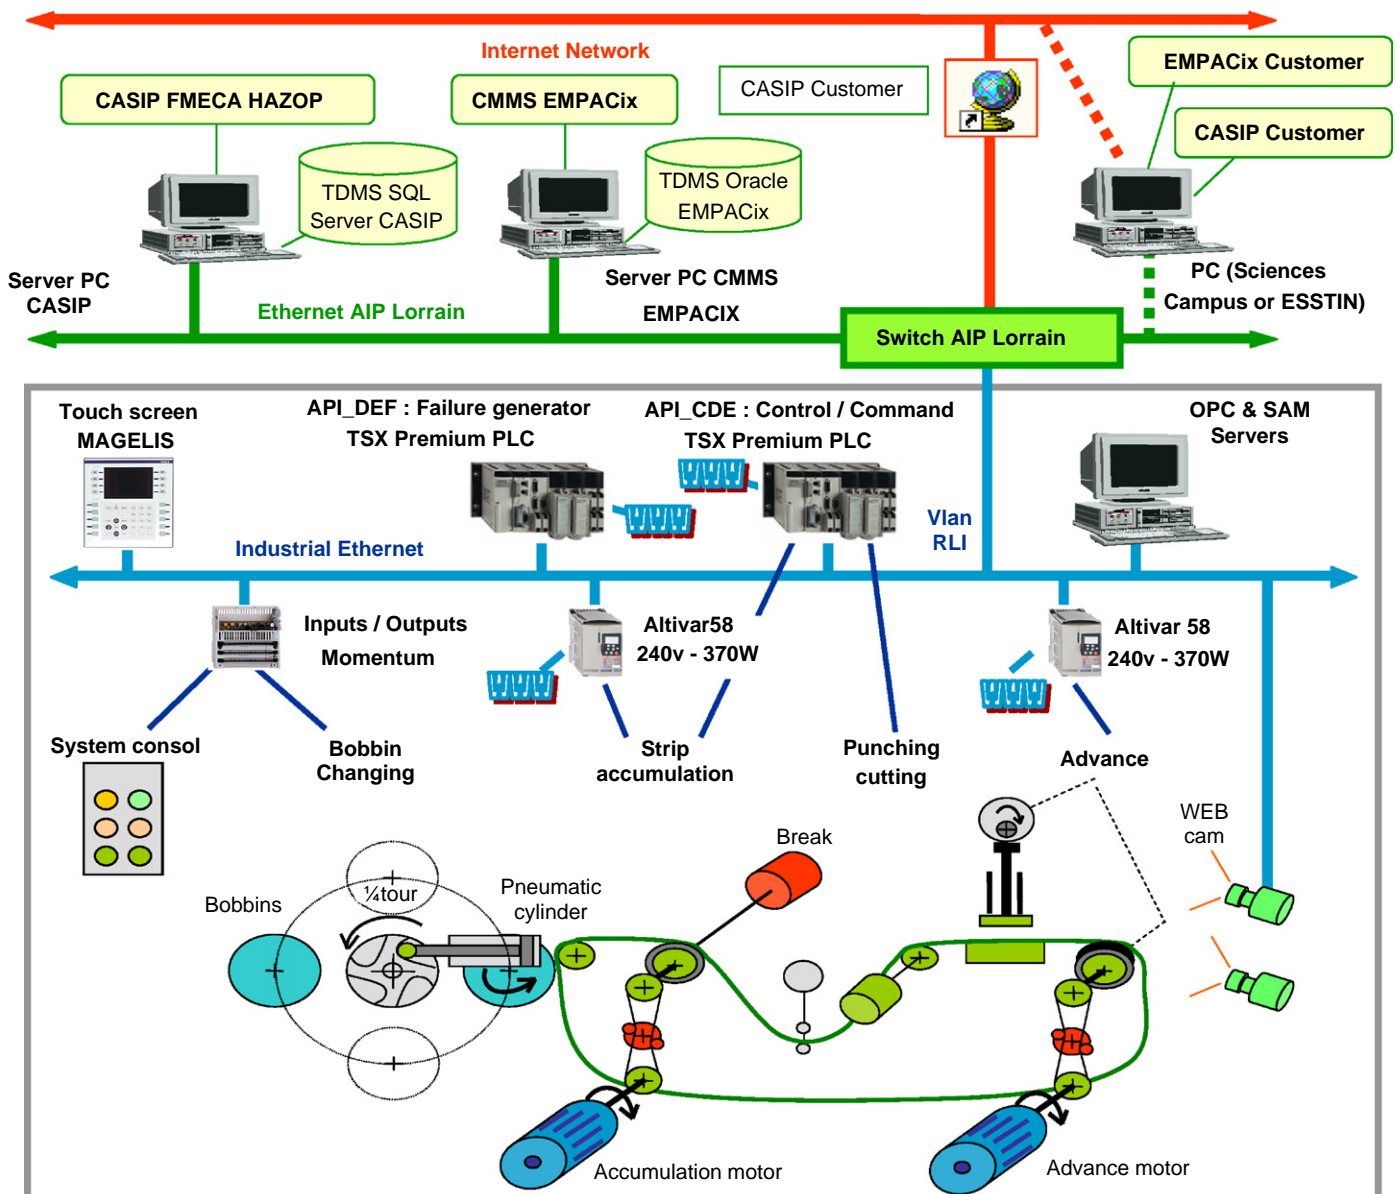 Internet Network
CASIP FMECA HAZOP
CMMS EMPACix
CASIP Customer
EMPACix Customer
CASIP Customer
TDMS SQL
Server CASIP
TDMS Oracle
EMPACix
Server PC
CASIP
Ethernet AIP Lorrain
Server PC CMMS
EMPACIX
PC (Sciences
Campus or ESSTIN)
Switch AIP Lorrain
Touch screen
MAGELIS
API_DEF : Failure generator
TSX Premium PLC
API_CDE : Control / Command
TSX Premium PLC
OPC & SAM
Servers
Industrial Ethernet
Vlan
RLI
Inputs / Outputs
Momentum
Altivar58
240v - 370W
Altivar 58
240v - 370W
System consol
Bobbin
Changing
Strip
accumulation
Punching
cutting
Advance
WEB
cam
Break
Bobbins
¼tour
Pneumatic
cylinder
Accumulation motor
Advance motor